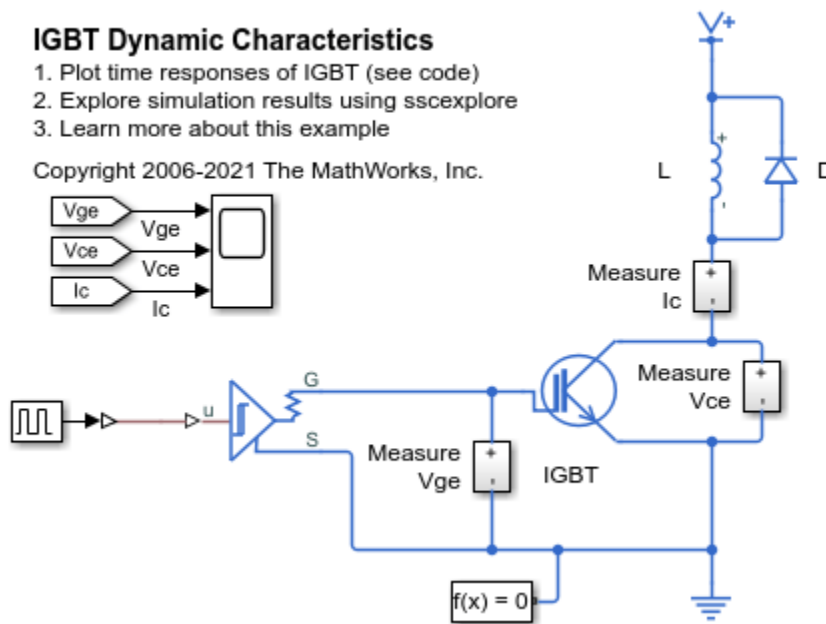 IGBT Dynamic Characteristics
1. Plot time responses of IGBT (see code)
2. Explore simulation results using sscexplore
3. Learn more about this example
Copyright 2006-2021 The MathWorks, Inc.
V+
L
D
+
-
Vge
Vge
Vce
Vce
Ic
Ic
Measure
Ic
+
-
G
Measure
Vce
+
-
u
S
Measure
Vge
+
-
IGBT
f(x) = 0